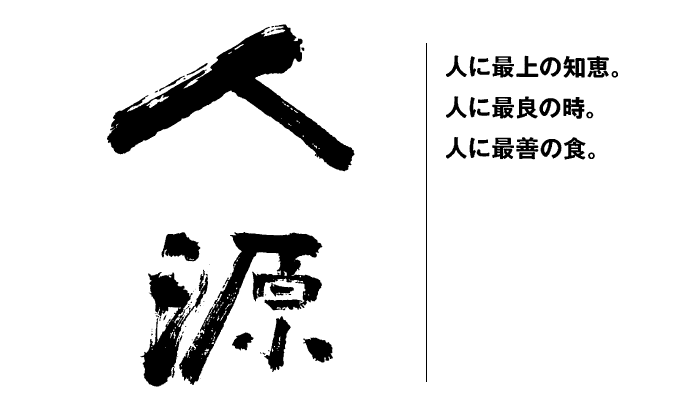 人源
人に最上の知恵。
人に最良の時。
人に最善の食。